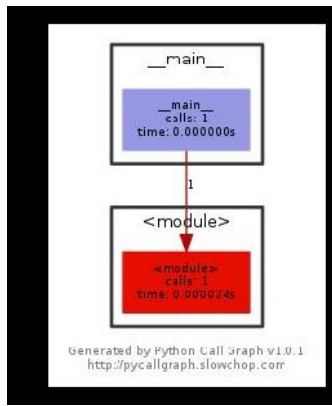 __main__
__main__
calls: 1
time: 0.000000s
1
<module>
<module>
calls: 1
time: 0.000024s
Generated by Python Call Graph v1.0.1
http://pycallgraph.slowchop.com